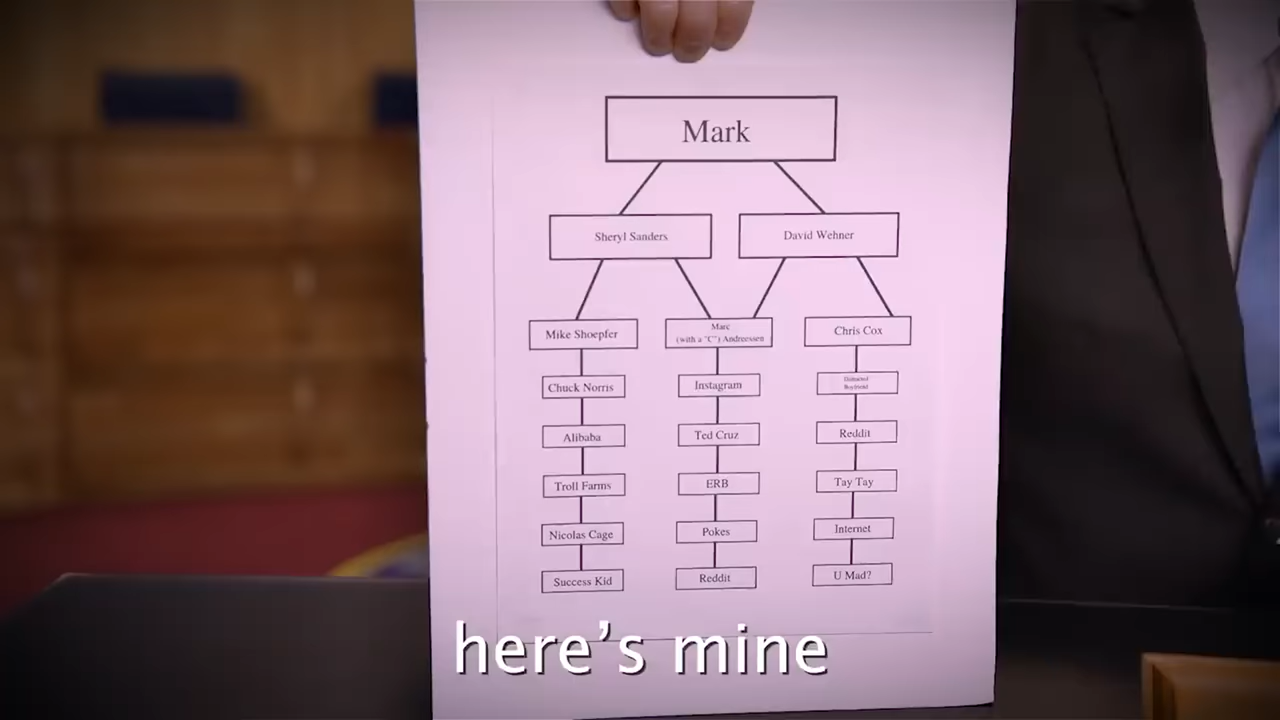 Mark
Sheryl Sanders
David Wehner
Mike Shoepfer
Marc
(with a "C") Andreessen
Chris Cox
Chuck Norris
Instagram
Boyfriend
Alibaba
Ted Cruz
Reddit
Troll Farms
ERB
Tay Tay
Nicolas Cage
Pokes
Internet
Success Kid
Reddit
U Mad?
here's mine